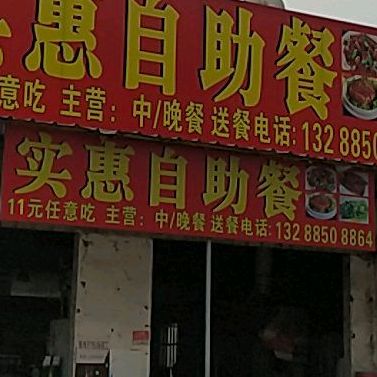 实惠自助餐
意吃 主营：中/晚餐 送餐电话：132 8850
实惠自助餐
11元任意吃 主营：中/晚餐 送餐电话：132 8850 8864